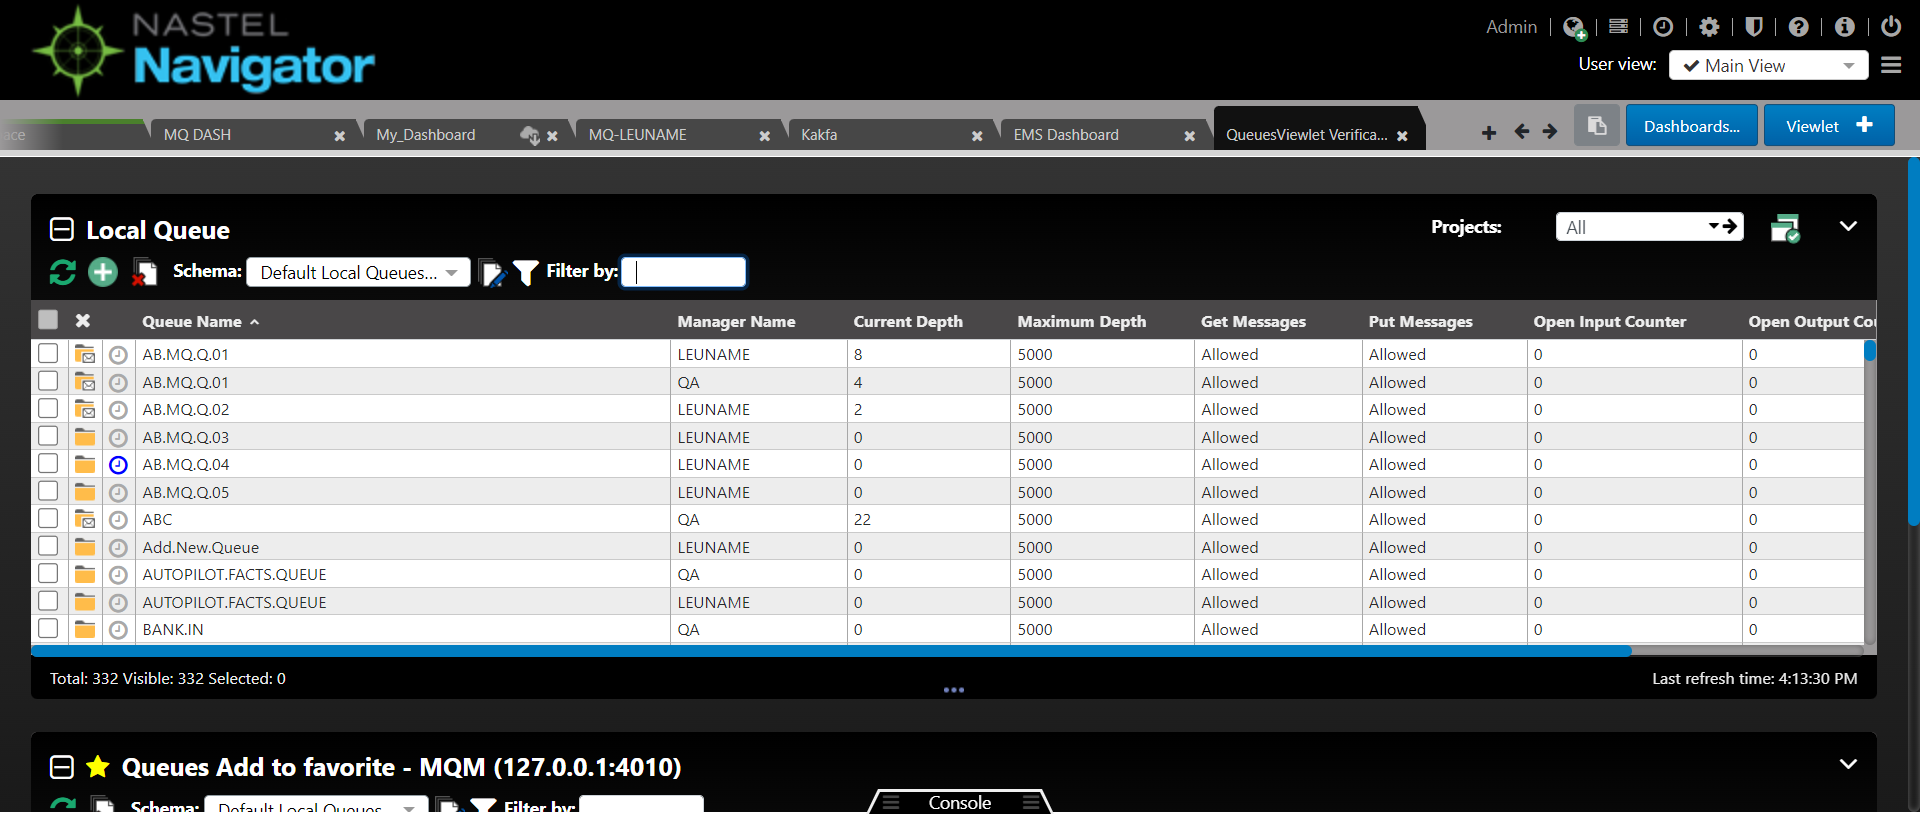 NASTEL
Navigator
Admin
User view: Main View
ace
MQ DASH
My_Dashboard
MQ-LEUNAME
Kakfa
EMS Dashboard
QueuesViewlet Verifica...
Dashboards...
Viewlet
Local Queue
Projects: All
Schema: Default Local Queues... Filter by:
Queue Name Manager Name Current Depth Maximum Depth Get Messages Put Messages Open Input Counter Open Output Cou
AB.MQ.Q.01 LEUNAME 8 5000 Allowed Allowed 0 0
AB.MQ.Q.01 QA 4 5000 Allowed Allowed 0 0
AB.MQ.Q.02 LEUNAME 2 5000 Allowed Allowed 0 0
AB.MQ.Q.03 LEUNAME 0 5000 Allowed Allowed 0 0
AB.MQ.Q.04 LEUNAME 0 5000 Allowed Allowed 0 0
AB.MQ.Q.05 LEUNAME 0 5000 Allowed Allowed 0 0
ABC QA 22 5000 Allowed Allowed 0 0
Add.New.Queue LEUNAME 0 5000 Allowed Allowed 0 0
AUTOPILOT.FACTS.QUEUE QA 0 5000 Allowed Allowed 0 0
AUTOPILOT.FACTS.QUEUE LEUNAME 0 5000 Allowed Allowed 0 0
BANK.IN QA 0 5000 Allowed Allowed 0 0
Total: 332 Visible: 332 Selected: 0
Last refresh time: 4:13:30 PM
Queues Add to favorite - MQM (127.0.0.1:4010)
Schema: Default Local Queues Filter by:
Console